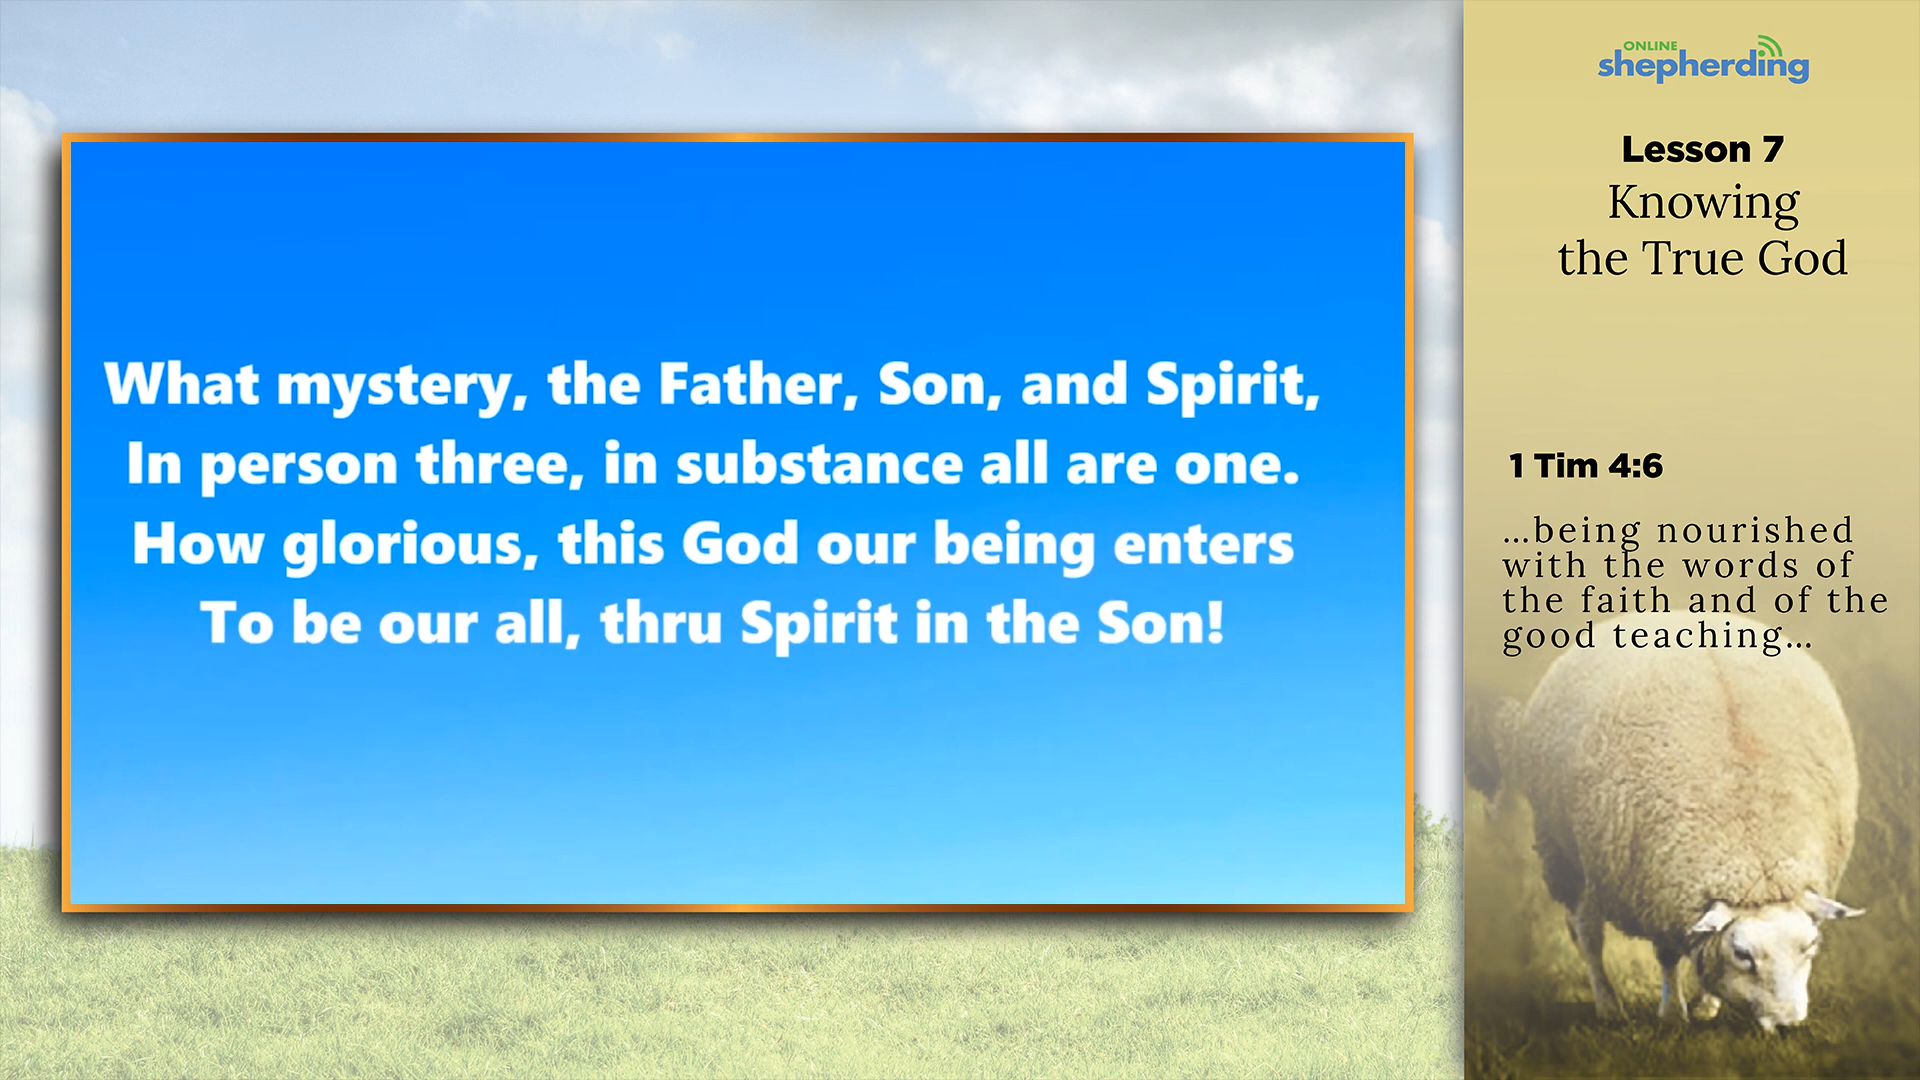 What mystery, the Father, Son, and Spirit,
In person three, in substance all are one.
How glorious, this God our being enters
To be our all, thru Spirit in the Son!
ONLINE
shepherding
Lesson 7
Knowing
the True God
1 Tim 4:6
...being nourished
with the words of
the faith and of the
good teaching...